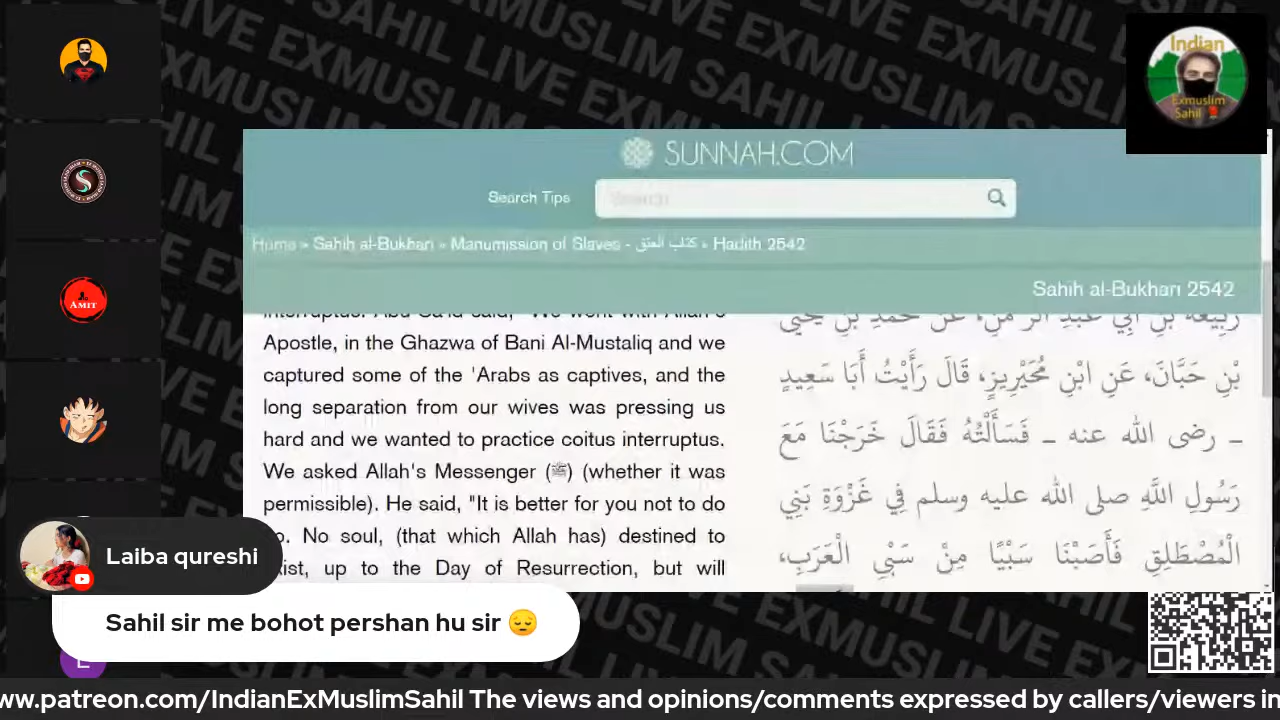 SUNNAH.COM
Search Tips
Search
Home » Sahih al-Bukhari » Manumission of Slaves - كتاب العتق » Hadith 2542
Sahih al-Bukhari 2542
Apostle, in the Ghazwa of Bani Al-Mustaliq and we
captured some of the 'Arabs as captives, and the
long separation from our wives was pressing us
hard and we wanted to practice coitus interruptus.
We asked Allah's Messenger (ﷺ) (whether it was
permissible). He said, "It is better for you not to do
No soul, (that which Allah has) destined to
up to the Day of Resurrection, but will
بْنِ حَبَّانَ، عَنِ ابْنِ مُحَيْرِيزٍ، قَالَ رَأَيْتُ أَبَا سَعِيدٍ
ـ رضى الله عنه ـ فَسَأَلْتُهُ فَقَالَ خَرَجْنَا مَعَ
رَسُولِ اللَّهِ صلى الله عليه وسلم فِي غَزْوَةِ بَنِي
الْمُصْطَلِقِ فَأَصَبْنَا سَبْيًا مِنْ سَبْىِ الْعَرَبِ،
Indian
Exmuslim
Sahil
AMIT
Laiba qureshi
Sahil sir me bohot pershan hu sir 😔
L
ww.patreon.com/IndianExMuslimSahil The views and opinions/comments expressed by callers/viewers in